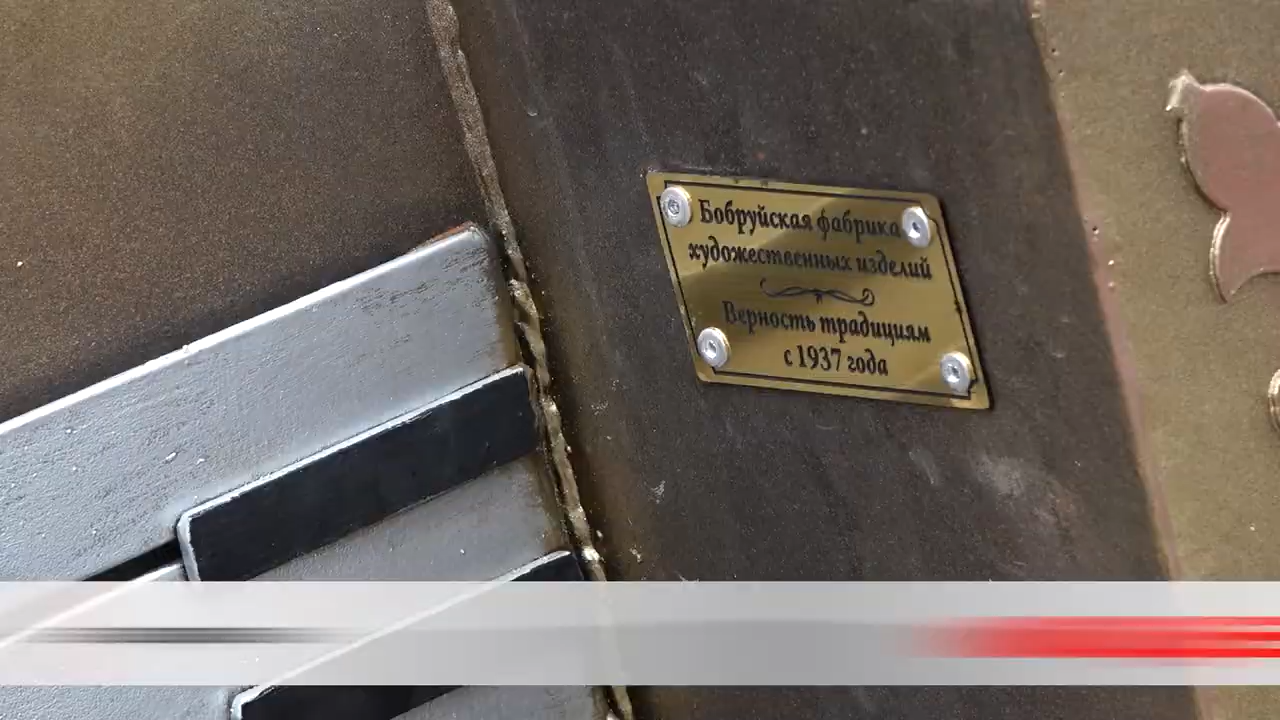 Бобруйская фабрика
художественных изделий
Верность традициям
с 1937 года